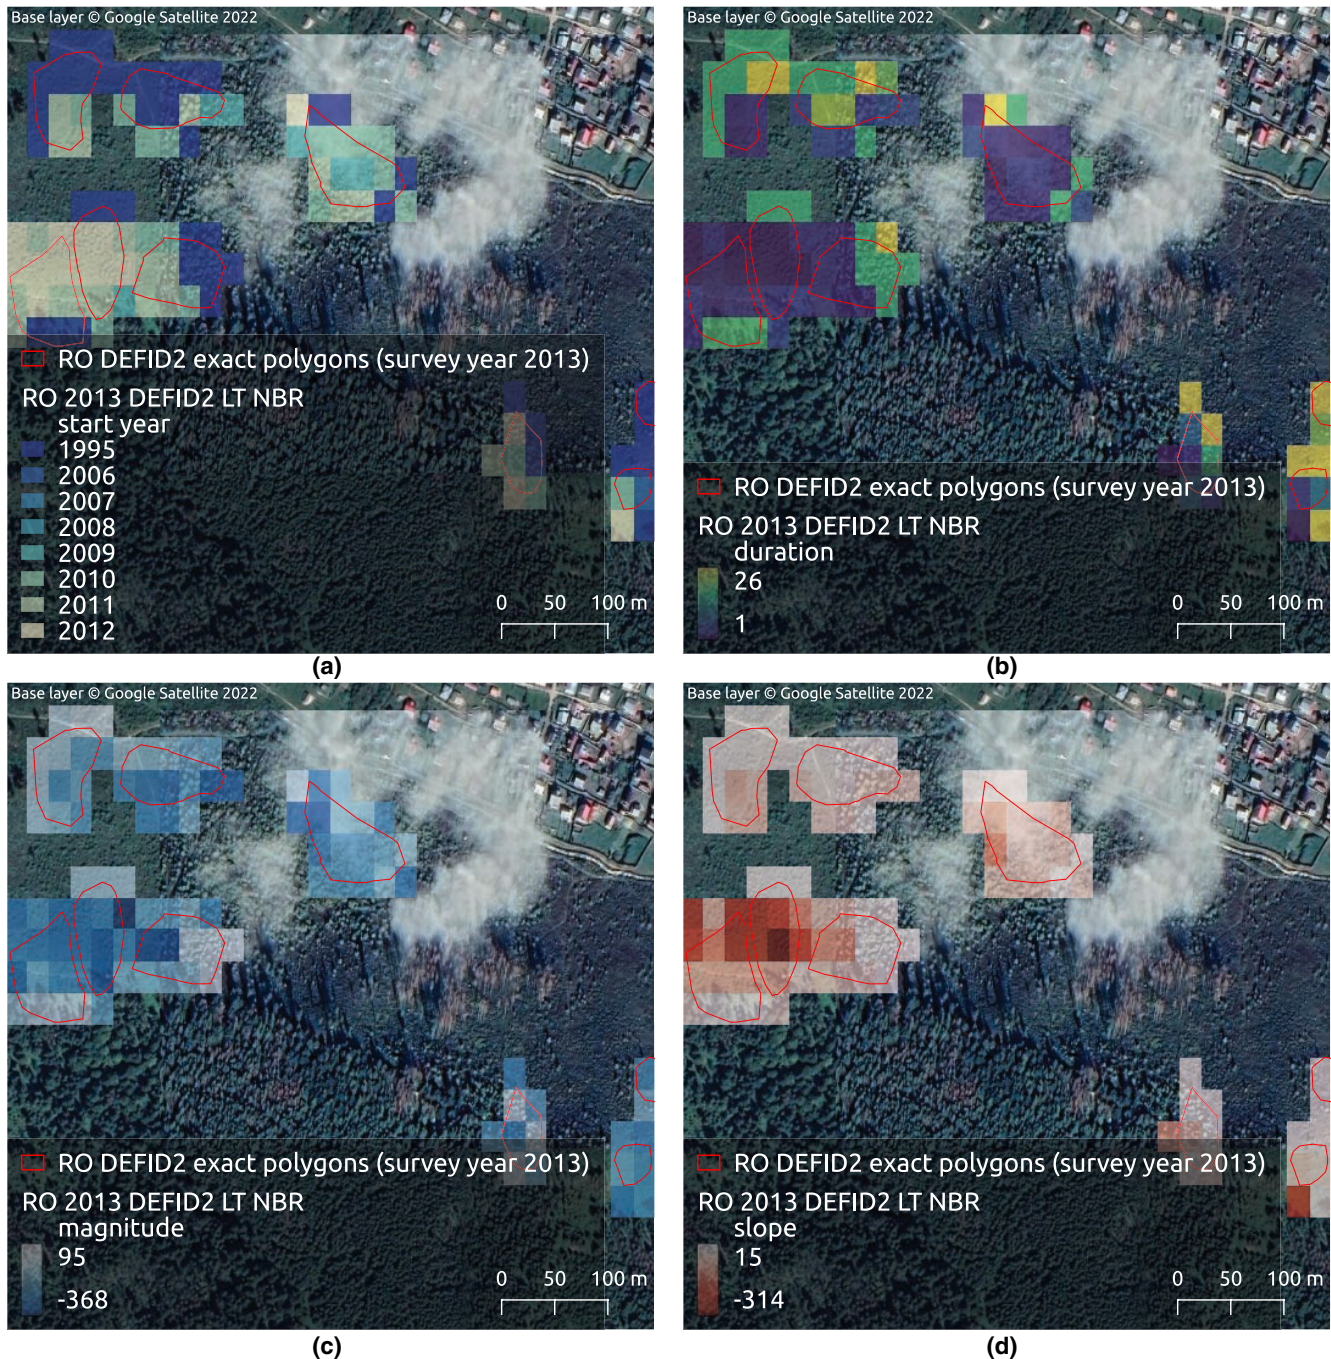 Base layer © Google Satellite 2022
RO DEFID2 exact polygons (survey year 2013)
RO 2013 DEFID2 LT NBR
start year
1995
2006
2007
2008
2009
2010
2011
2012
0 50 100 m
(a)
Base layer © Google Satellite 2022
RO DEFID2 exact polygons (survey year 2013)
RO 2013 DEFID2 LT NBR
duration
26
1
0 50 100 m
(b)
Base layer © Google Satellite 2022
RO DEFID2 exact polygons (survey year 2013)
RO 2013 DEFID2 LT NBR
magnitude
95
-368
0 50 100 m
(c)
Base layer © Google Satellite 2022
RO DEFID2 exact polygons (survey year 2013)
RO 2013 DEFID2 LT NBR
slope
15
-314
0 50 100 m
(d)